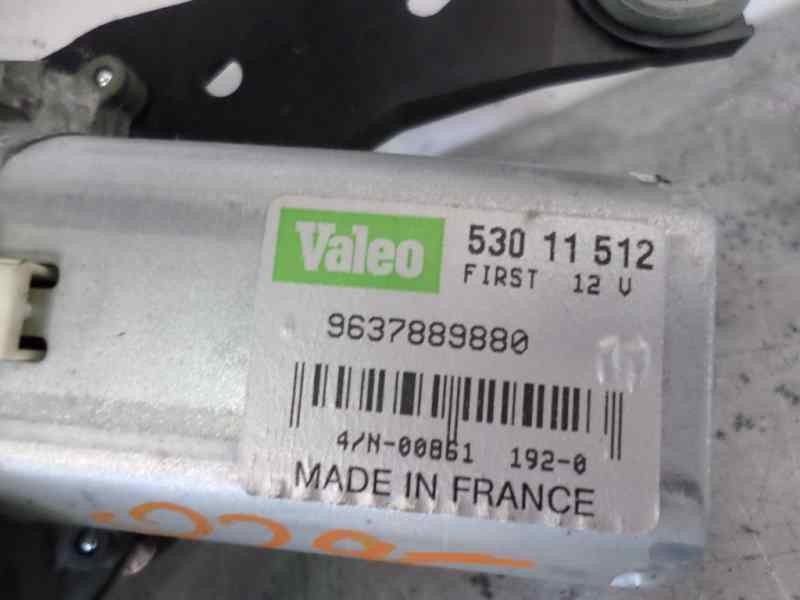 Valeo
530 11 512
FIRST 12 V
9637889880
4/N-00861 192-0
MADE IN FRANCE